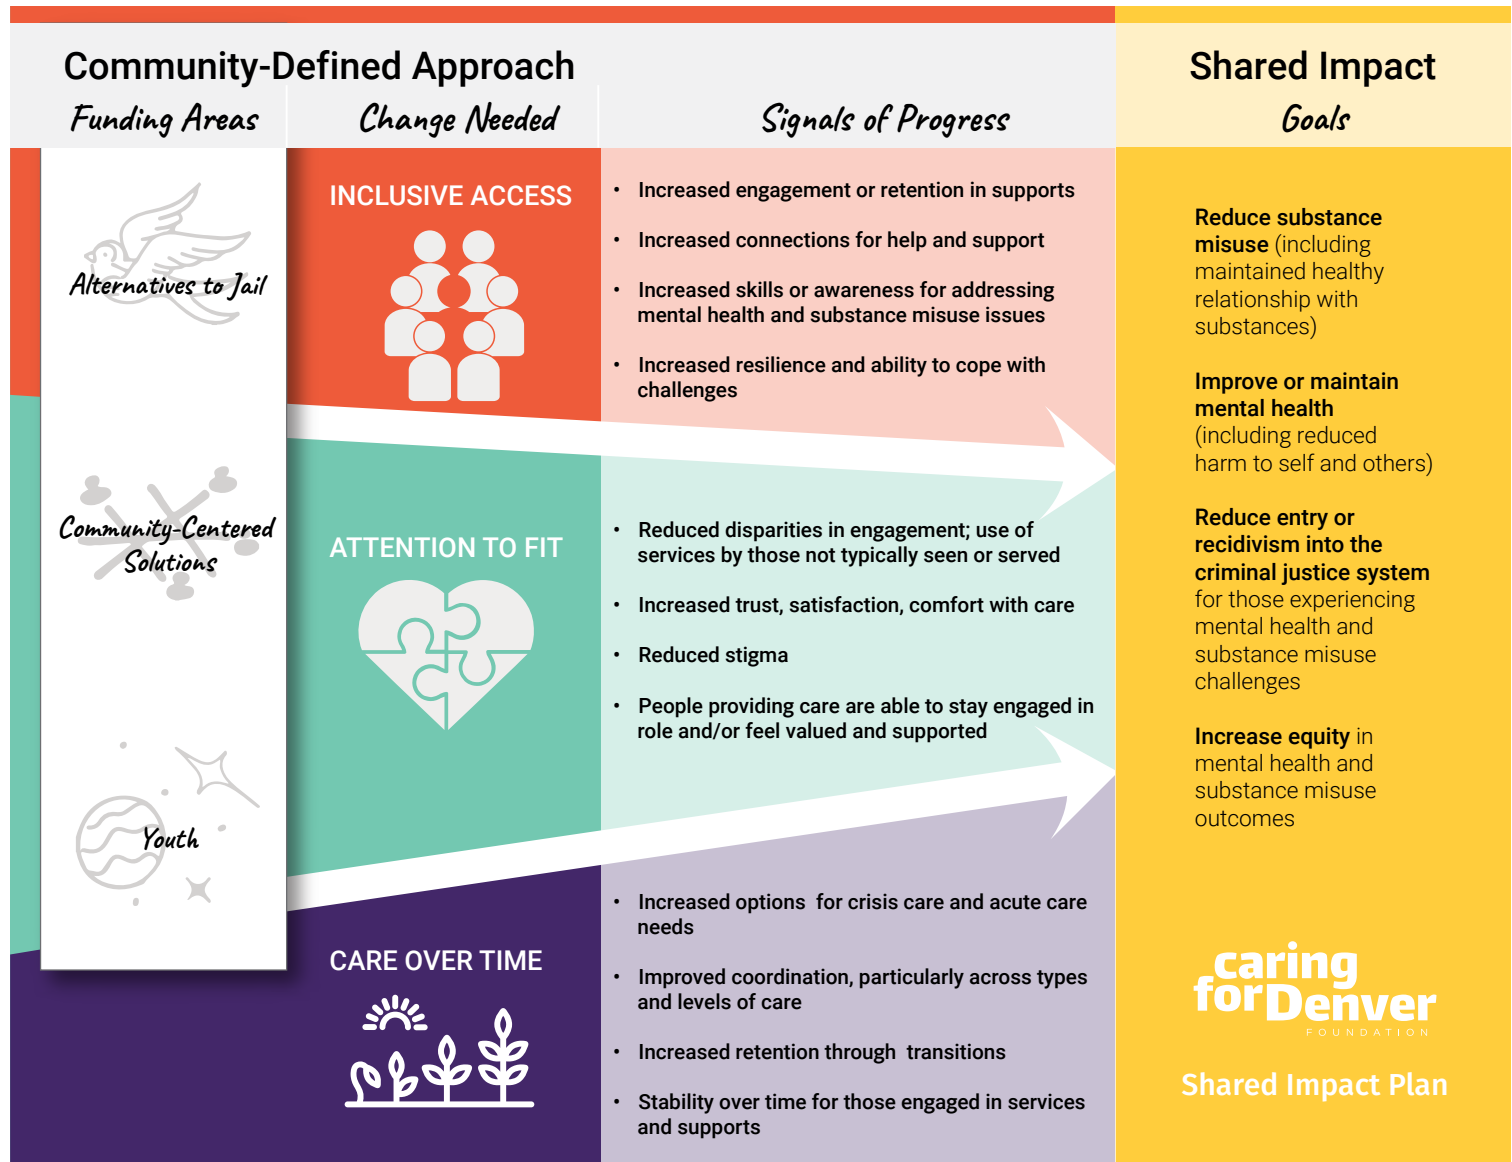 Community-Defined Approach
Shared Impact
Funding Areas
Change Needed
Signals of Progress
Goals
Alternatives to Jail
Community-Centered
Solutions
Youth
INCLUSIVE ACCESS
• Increased engagement or retention in supports
• Increased connections for help and support
• Increased skills or awareness for addressing
mental health and substance misuse issues
• Increased resilience and ability to cope with
challenges
ATTENTION TO FIT
• Reduced disparities in engagement; use of
services by those not typically seen or served
• Increased trust, satisfaction, comfort with care
• Reduced stigma
• People providing care are able to stay engaged in
role and/or feel valued and supported
CARE OVER TIME
• Increased options for crisis care and acute care
needs
• Improved coordination, particularly across types
and levels of care
• Increased retention through transitions
• Stability over time for those engaged in services
and supports
Reduce substance
misuse (including
maintained healthy
relationship with
substances)
Improve or maintain
mental health
(including reduced
harm to self and others)
Reduce entry or
recidivism into the
criminal justice system
for those experiencing
mental health and
substance misuse
challenges
Increase equity in
mental health and
substance misuse
outcomes
caring
for Denver
FOUNDATION
Shared Impact Plan